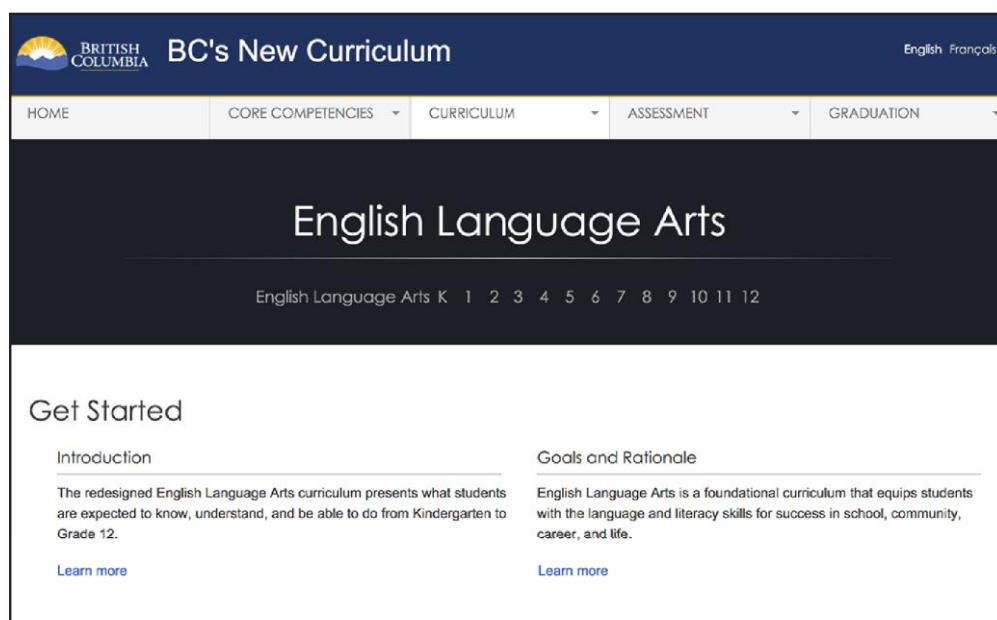 BRITISH
COLUMBIA
BC's New Curriculum
English Français
HOME
CORE COMPETENCIES
CURRICULUM
ASSESSMENT
GRADUATION
English Language Arts
English Language Arts K 1 2 3 4 5 6 7 8 9 10 11 12
Get Started
Introduction
The redesigned English Language Arts curriculum presents what students
are expected to know, understand, and be able to do from Kindergarten to
Grade 12.
Learn more
Goals and Rationale
English Language Arts is a foundational curriculum that equips students
with the language and literacy skills for success in school, community,
career, and life.
Learn more